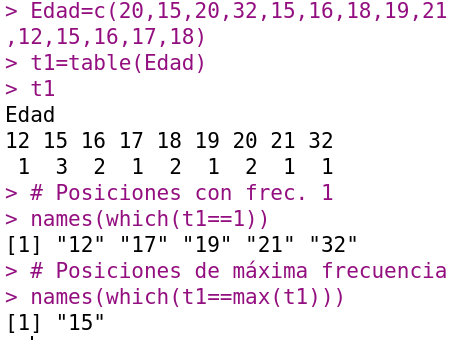 > Edad=c(20,15,20,32,15,16,18,19,21
,12,15,16,17,18)
> t1=table(Edad)
> t1
Edad
12 15 16 17 18 19 20 21 32
 1  3  2  1  2  1  2  1  1
> # Posiciones con frec. 1
> names(which(t1==1))
[1] "12" "17" "19" "21" "32"
> # Posiciones de máxima frecuencia
> names(which(t1==max(t1)))
[1] "15"